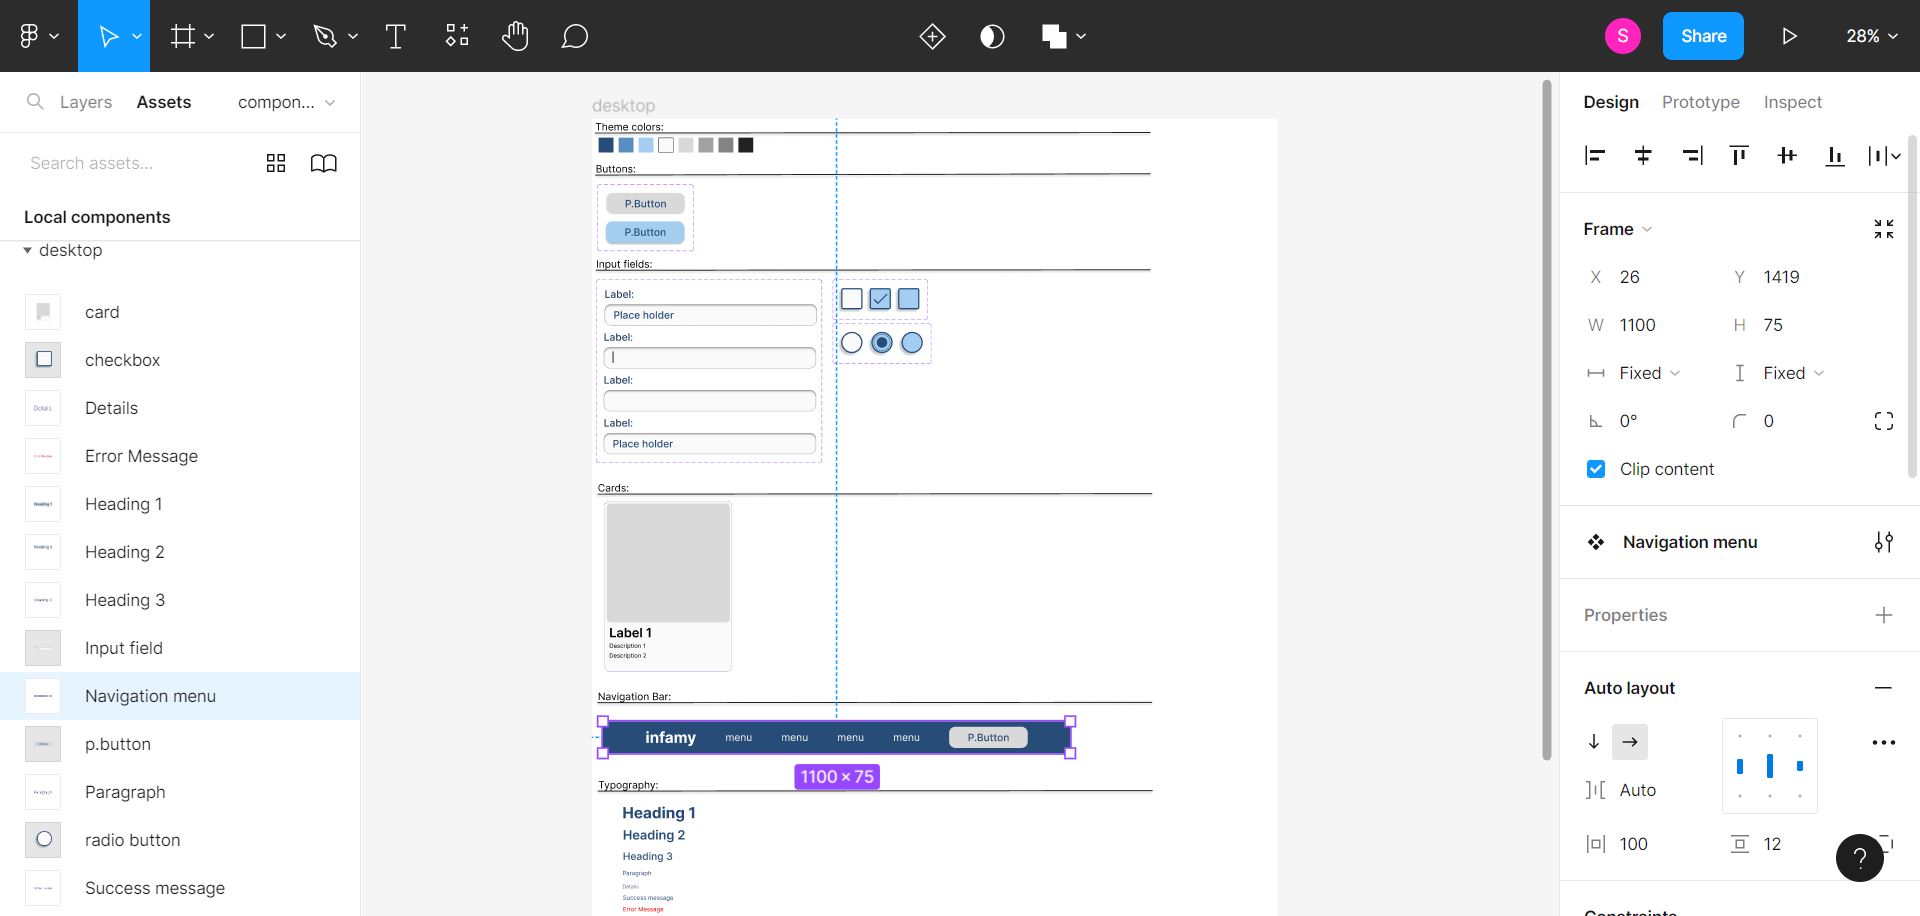 S
Share
28%
Layers
Assets
compon...
Search assets...
Local components
desktop
card
checkbox
Details
Error Message
Heading 1
Heading 2
Heading 3
Input field
Navigation menu
p.button
Paragraph
radio button
Success message
desktop
Theme colors:
Buttons:
P.Button
P.Button
Input fields:
Label:
Place holder
Label:
Label:
Label:
Place holder
Cards:
Label 1
Description 1
Description 2
Navigation Bar:
infamy menu menu menu menu P.Button
1100 × 75
Typography:
Heading 1
Heading 2
Heading 3
Paragraph
Details
Success message
Error Message
Design
Prototype
Inspect
Frame
X 26 Y 1419
W 1100 H 75
Fixed Fixed
0° 0
Clip content
Navigation menu
Properties
Auto layout
Auto
100 12
?
Constraints